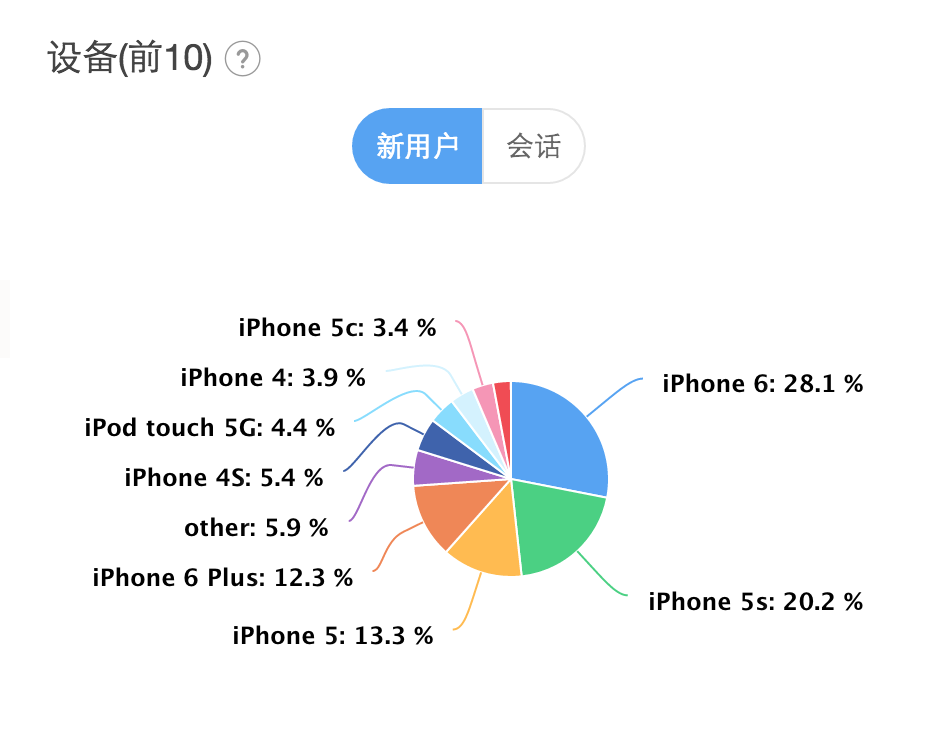 设备(前10) ?
新用户 会话
iPhone 5c: 3.4 %
iPhone 4: 3.9 %
iPhone 6: 28.1 %
iPod touch 5G: 4.4 %
iPhone 4S: 5.4 %
other: 5.9 %
iPhone 6 Plus: 12.3 %
iPhone 5s: 20.2 %
iPhone 5: 13.3 %